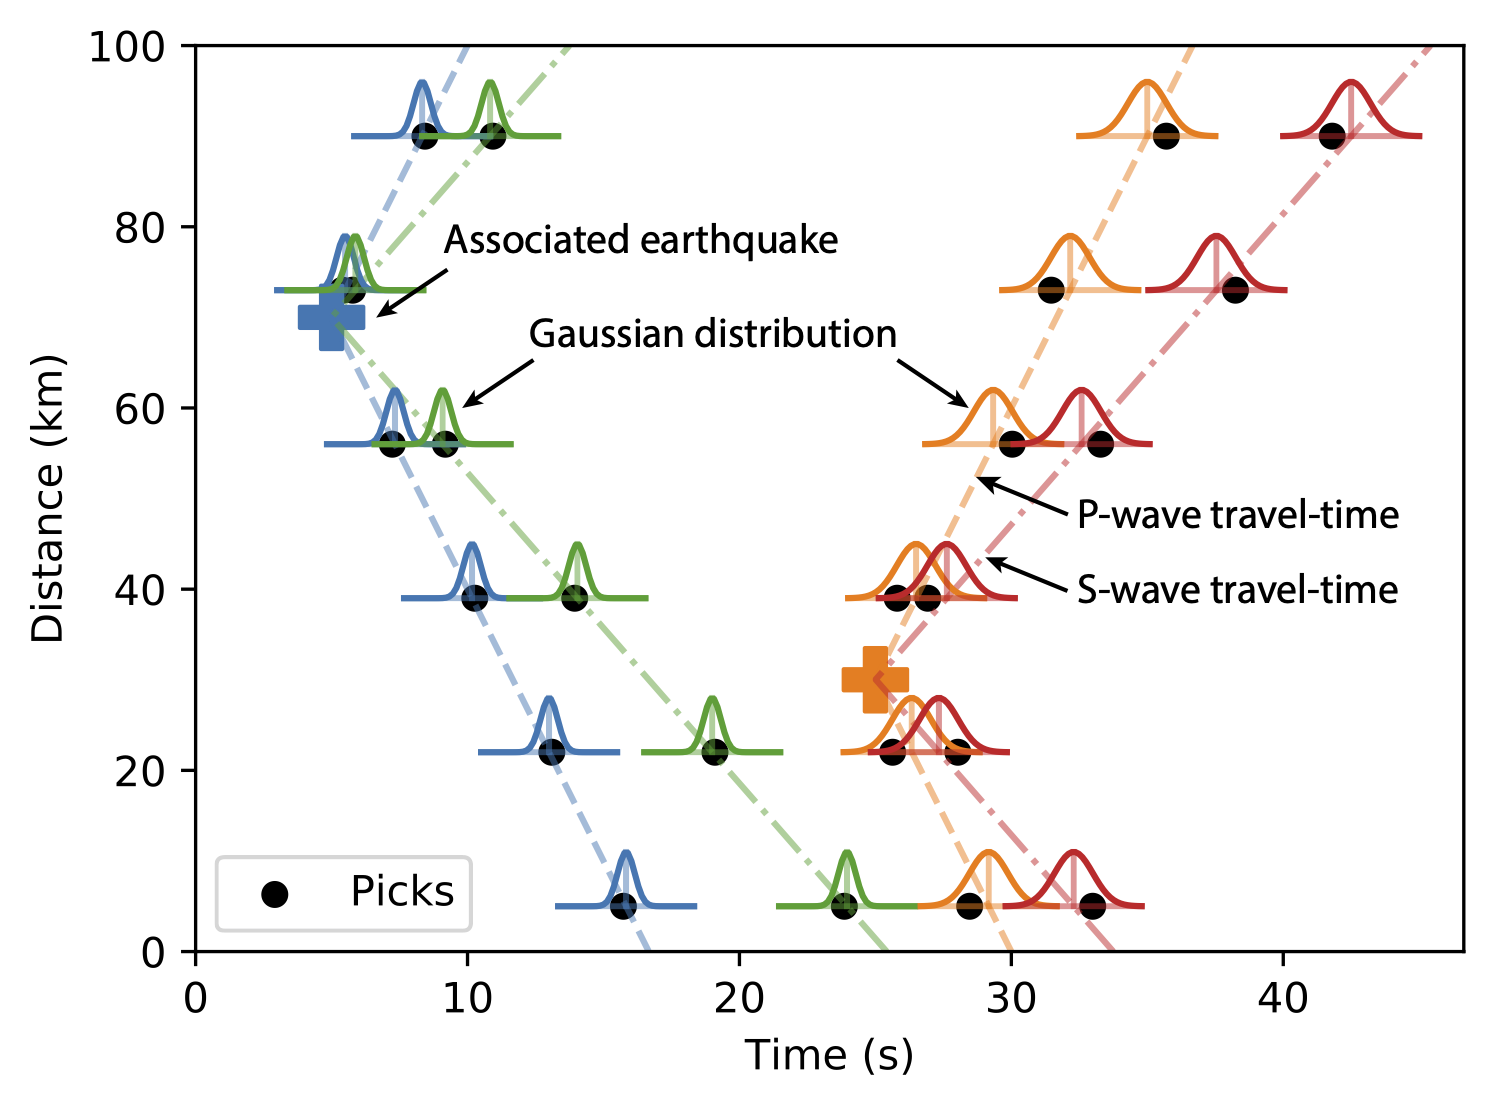 100
80
60
40
20
0
Distance (km)
Associated earthquake
Gaussian distribution
P-wave travel-time
S-wave travel-time
Picks
0 10 20 30 40
Time (s)